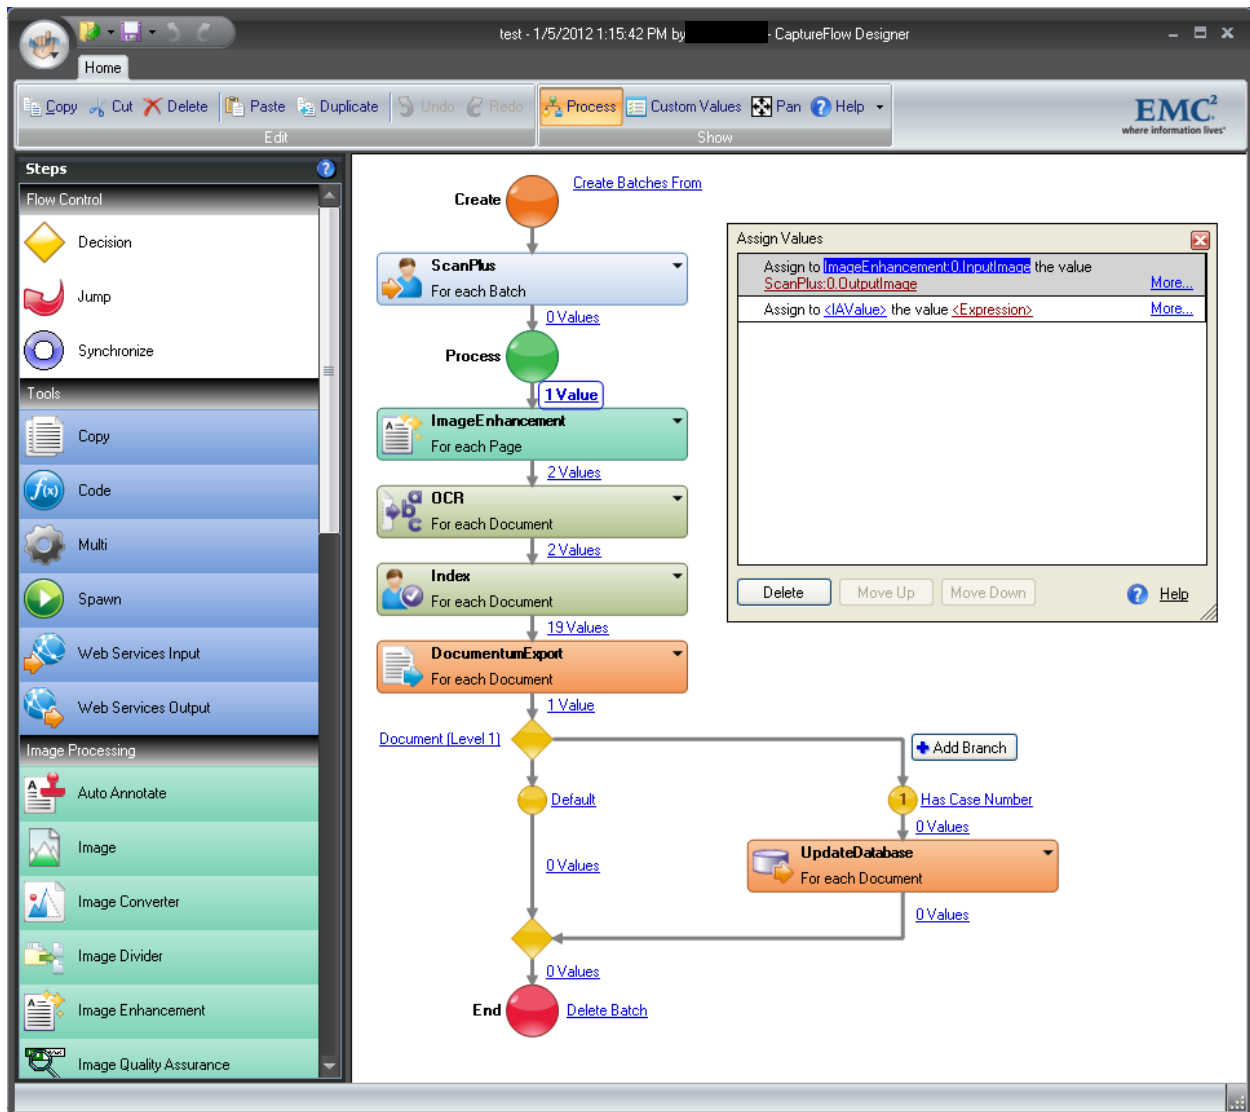 test - 1/5/2012 1:15:42 PM by - CaptureFlow Designer
Home
Copy Cut Delete Paste Duplicate Undo Redo Process Custom Values Pan Help
Edit Show
EMC²
where information lives®
Steps
Flow Control
Decision
Jump
Synchronize
Tools
Copy
f(x) Code
Multi
Spawn
Web Services Input
Web Services Output
Image Processing
Auto Annotate
Image
Image Converter
Image Divider
Image Enhancement
Image Quality Assurance
Create
Create Batches From
ScanPlus
For each Batch
0 Values
Process
1 Value
ImageEnhancement
For each Page
2 Values
OCR
For each Document
2 Values
Index
For each Document
19 Values
DocumentumExport
For each Document
1 Value
Document (Level 1)
Add Branch
Default
1 Has Case Number
0 Values
UpdateDatabase
For each Document
0 Values
0 Values
0 Values
End
Delete Batch
Assign Values
Assign to ImageEnhancement:0.InputImage the value
ScanPlus:0.OutputImage More...
Assign to <IAValue> the value <Expression> More...
Delete Move Up Move Down Help